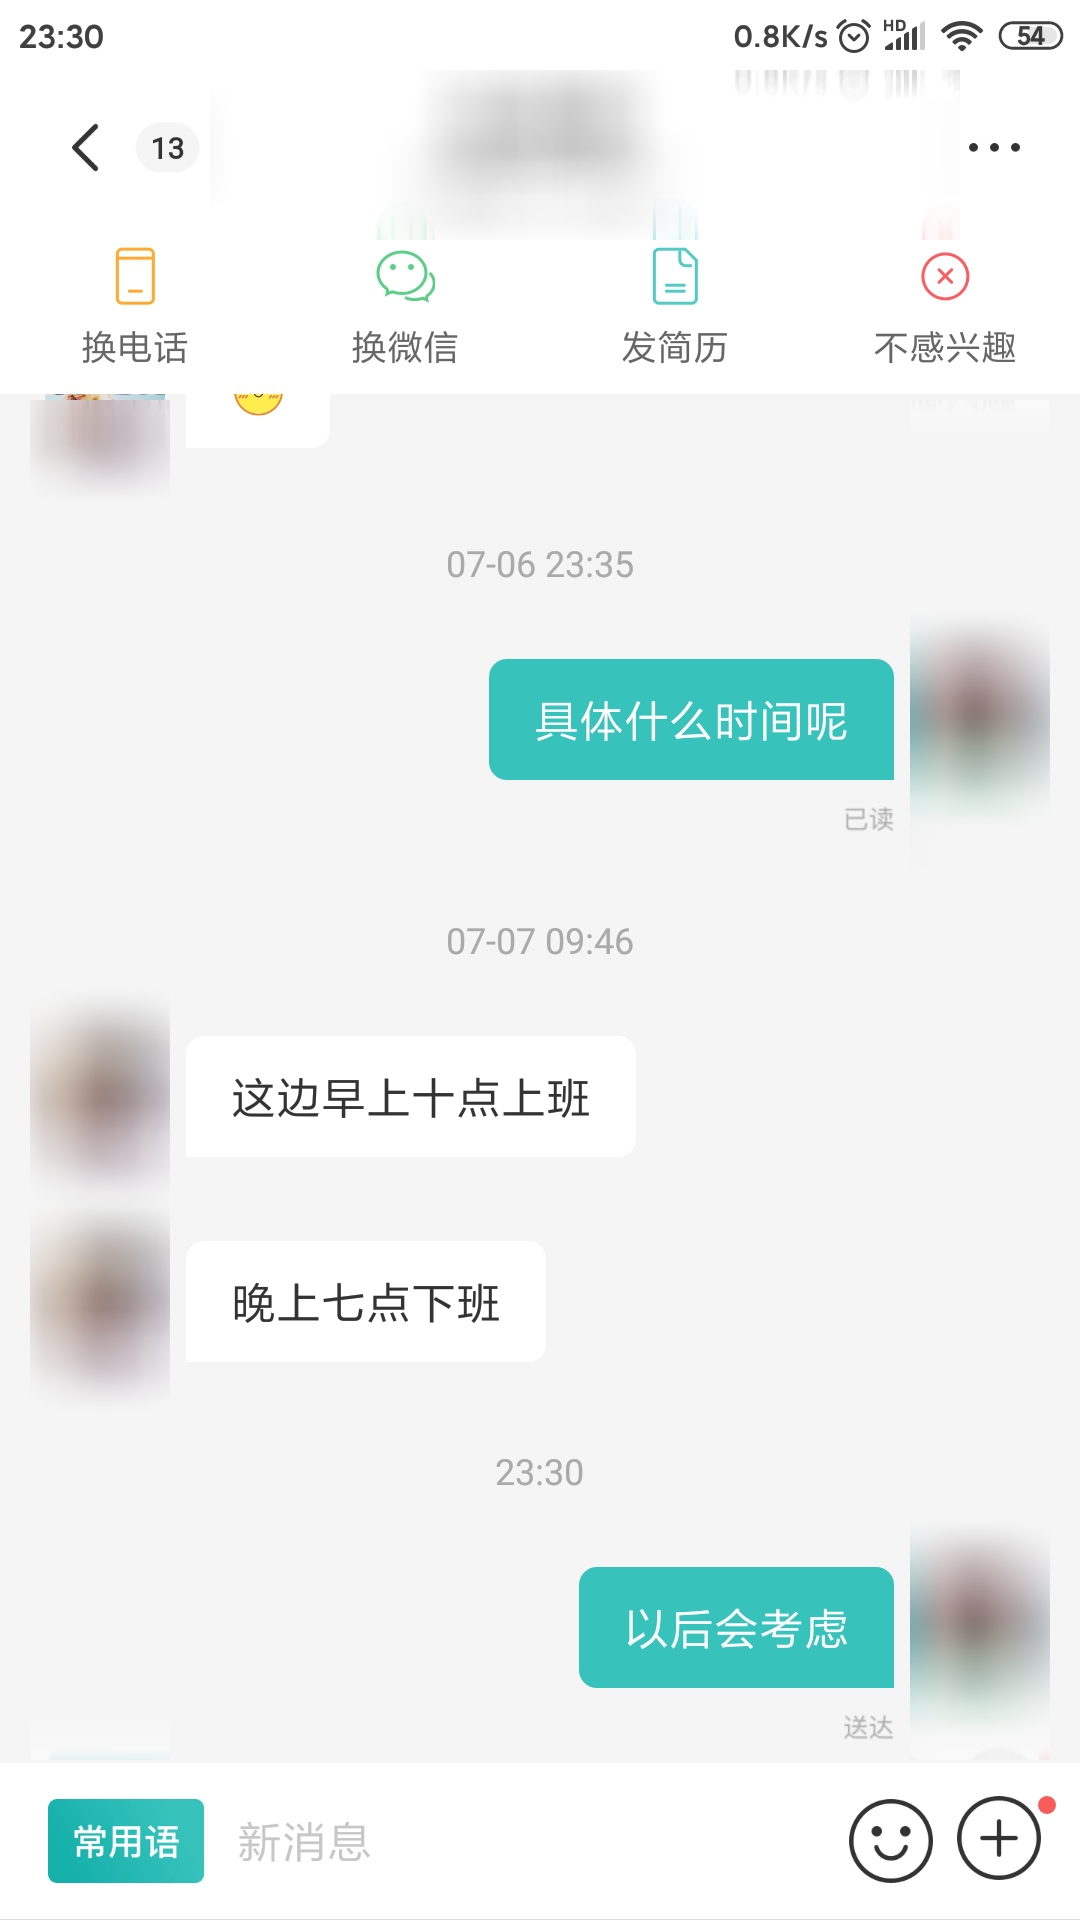 23:30
0.8K/s HD 54
13
换电话 换微信 发简历 不感兴趣
07-06 23:35
具体什么时间呢
已读
07-07 09:46
这边早上十点上班
晚上七点下班
23:30
以后会考虑
送达
常用语 新消息